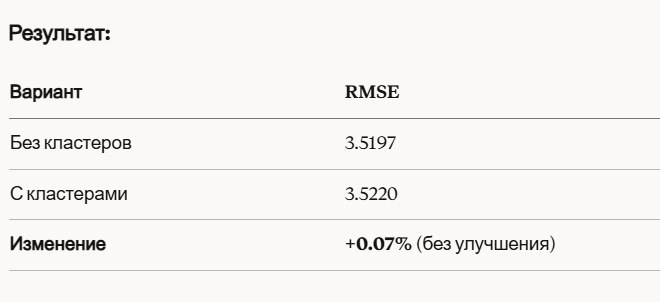 Результат:
Вариант RMSE
Без кластеров 3.5197
С кластерами 3.5220
Изменение +0.07% (без улучшения)